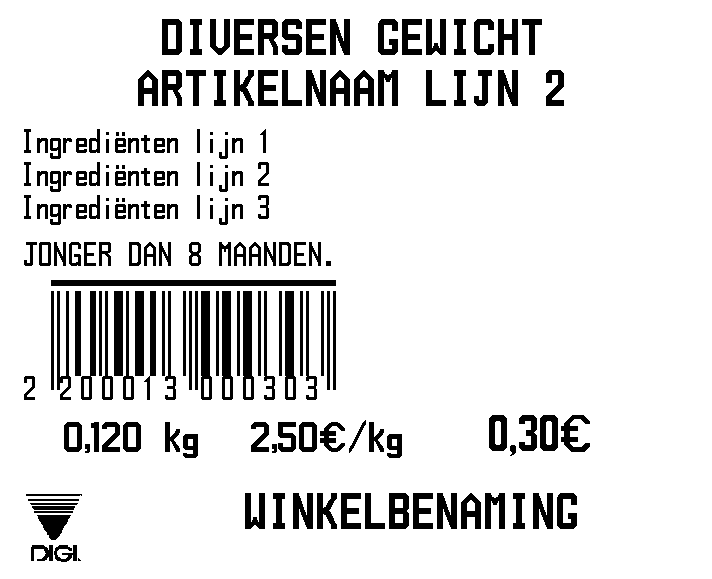 DIVERSEN GEWICHT
ARTIKELNAAM LIJN 2
Ingrediënten lijn 1
Ingrediënten lijn 2
Ingrediënten lijn 3
JONGER DAN 8 MAANDEN.
2 200013 000303
0,120 kg 2,50€/kg 0,30€
WINKELBENAMING
DIGI.